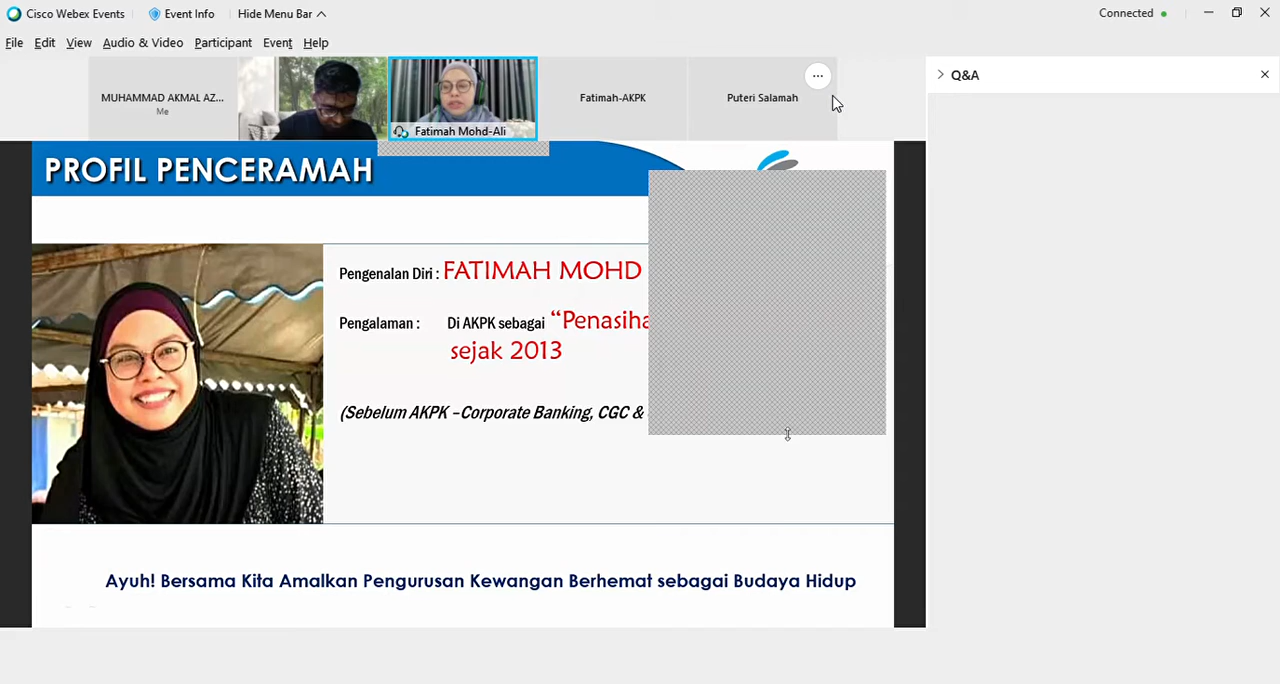 Cisco Webex Events
Event Info
Hide Menu Bar
Connected
File Edit View Audio & Video Participant Event Help
MUHAMMAD AKMAL AZ...
Me
Fatimah Mohd-Ali
Fatimah-AKPK
Puteri Salamah
Q&A
PROFIL PENCERAMAH
Pengenalan Diri : FATIMAH MOHD
Pengalaman : Di AKPK sebagai “Penasiha
sejak 2013
(Sebelum AKPK –Corporate Banking, CGC &
Ayuh! Bersama Kita Amalkan Pengurusan Kewangan Berhemat sebagai Budaya Hidup